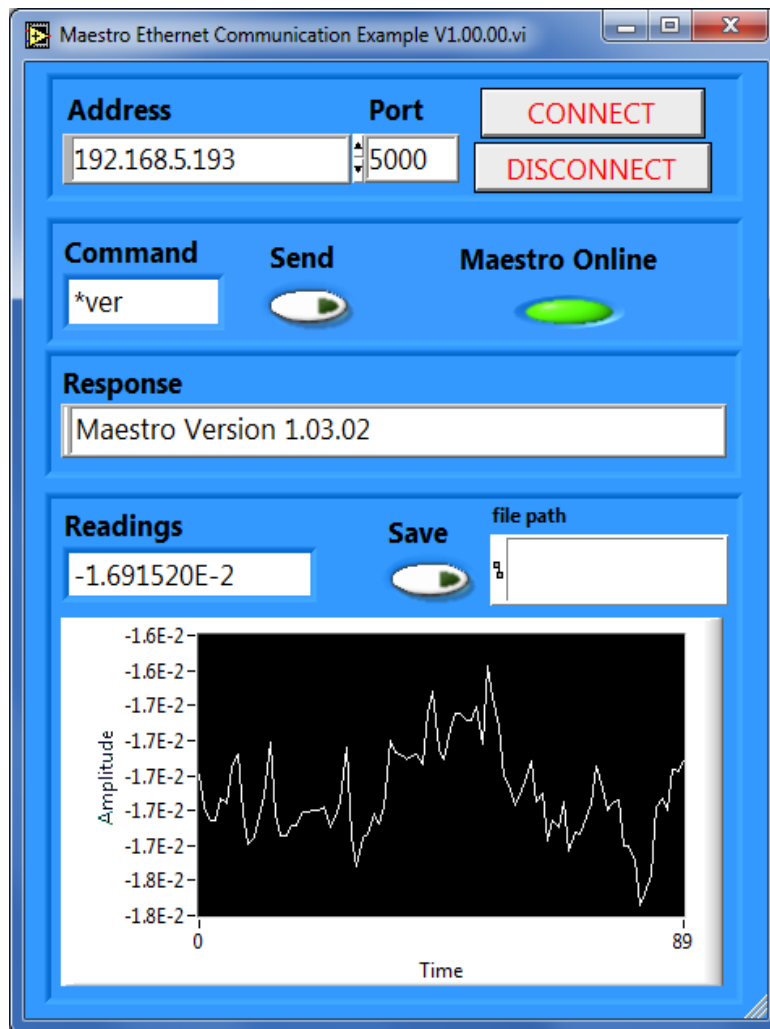 Maestro Ethernet Communication Example V1.00.00.vi
Address
Port
CONNECT
192.168.5.193
5000
DISCONNECT
Command
Send
Maestro Online
*ver
Response
Maestro Version 1.03.02
Readings
Save
file path
-1.691520E-2
-1.6E-2
-1.6E-2
-1.7E-2
-1.7E-2
-1.7E-2
-1.7E-2
-1.7E-2
-1.8E-2
-1.8E-2
Amplitude
0
89
Time